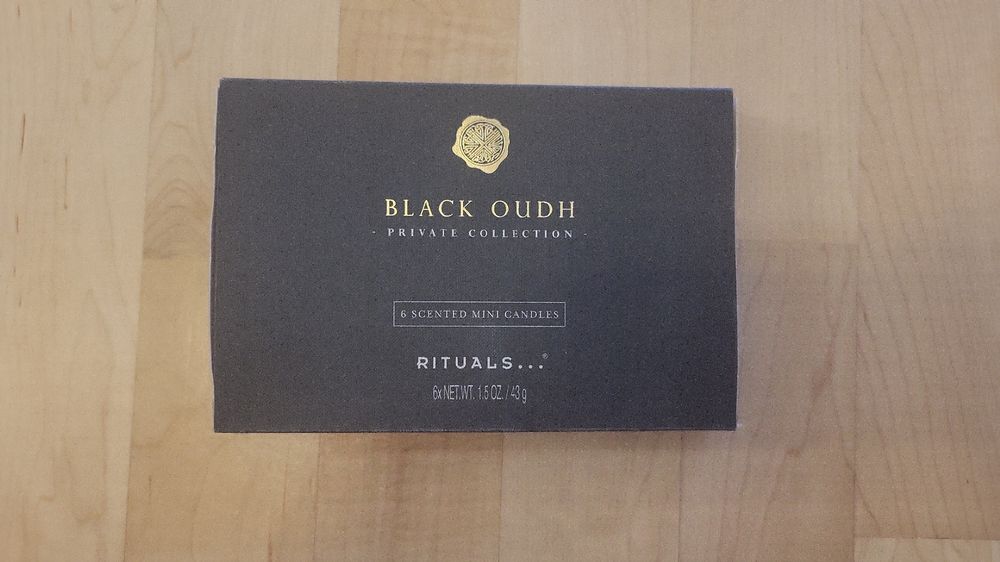 BLACK OUDH
- PRIVATE COLLECTION -
6 SCENTED MINI CANDLES
RITUALS...®
6x NET.WT. 1.5 OZ. / 43 g